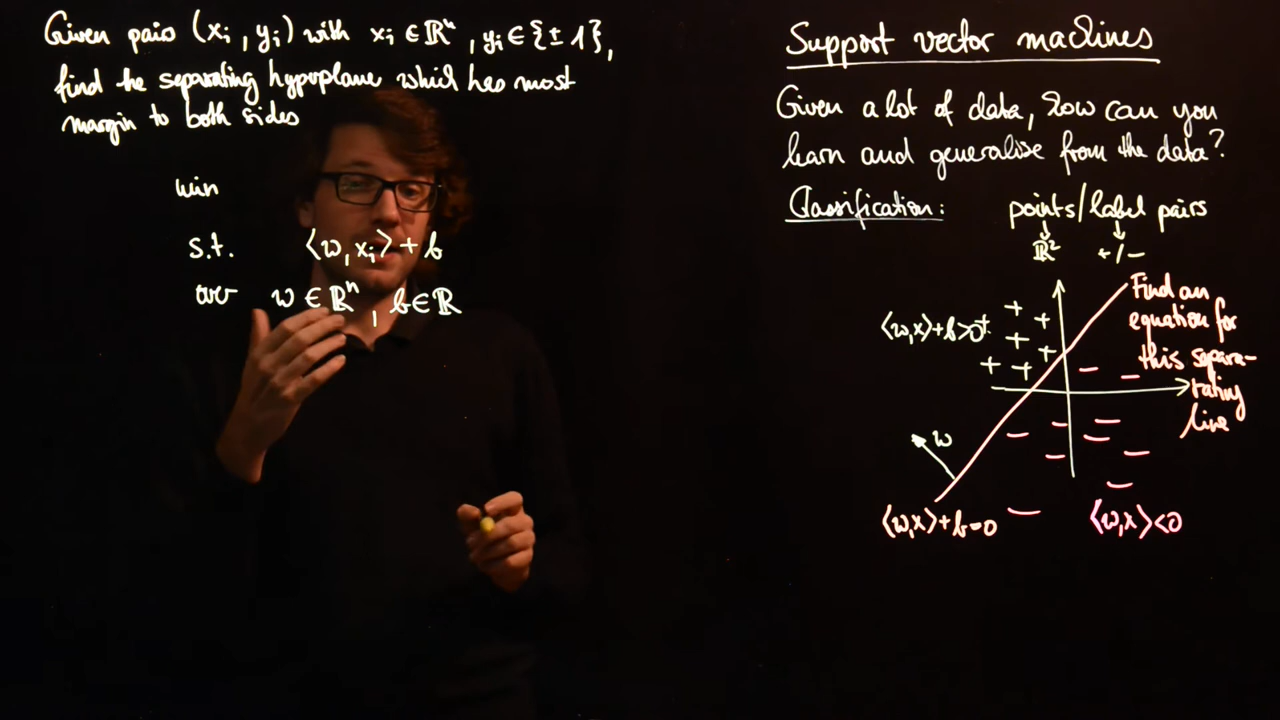 Given pairs (xᵢ, yᵢ) with xᵢ ∈ ℝⁿ, yᵢ ∈ {±1},
find the separating hyperplane which has most
margin to both sides
min
s.t. ⟨w, xᵢ⟩ + b
over w ∈ ℝⁿ, b ∈ ℝ
Support vector machines
Given a lot of data, how can you
learn and generalise from the data?
Classification: points/label pairs
ℝ² +/−
Find an
equation for
this separa-
rating
line
⟨w,x⟩+b>0
w
⟨w,x⟩+b=0
⟨w,x⟩<0